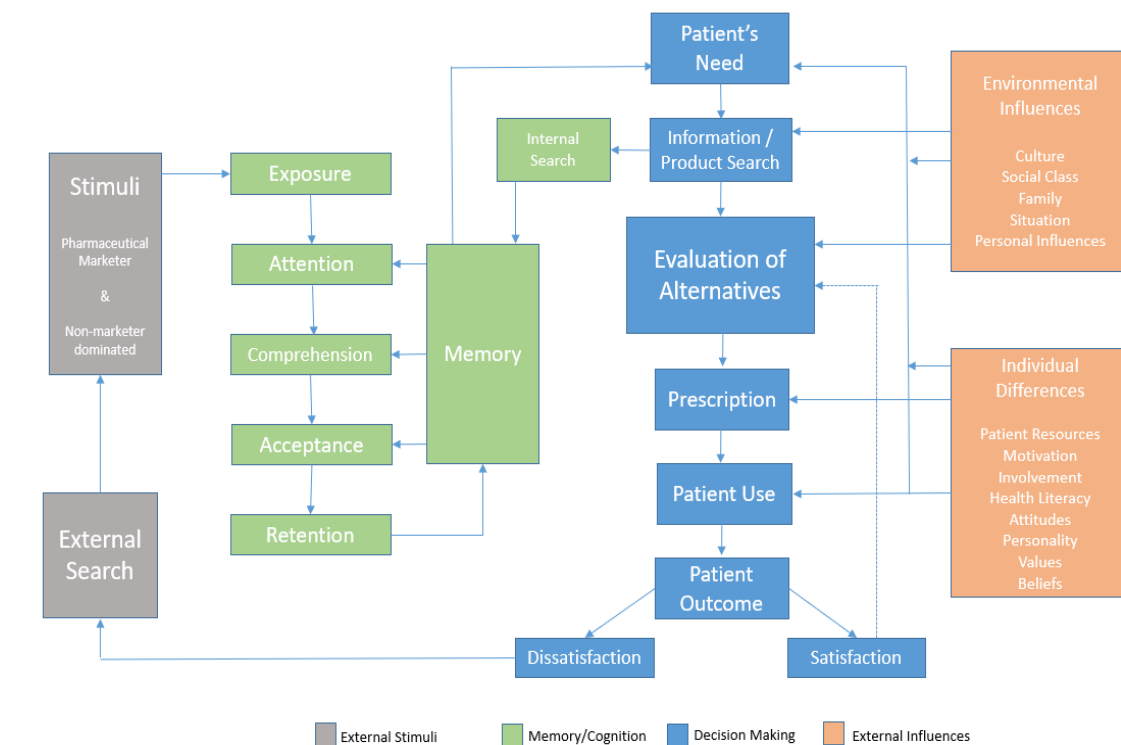 Patient's
Need
Environmental
Influences
Culture
Social Class
Family
Situation
Personal Influences
Internal
Search
Information /
Product Search
Stimuli
Pharmaceutical
Marketer
&
Non-marketer
dominated
Exposure
Attention
Comprehension
Acceptance
Retention
Memory
Evaluation of
Alternatives
Prescription
Patient Use
Patient
Outcome
Individual
Differences
Patient Resources
Motivation
Involvement
Health Literacy
Attitudes
Personality
Values
Beliefs
External
Search
Dissatisfaction
Satisfaction
External Stimuli
Memory/Cognition
Decision Making
External Influences